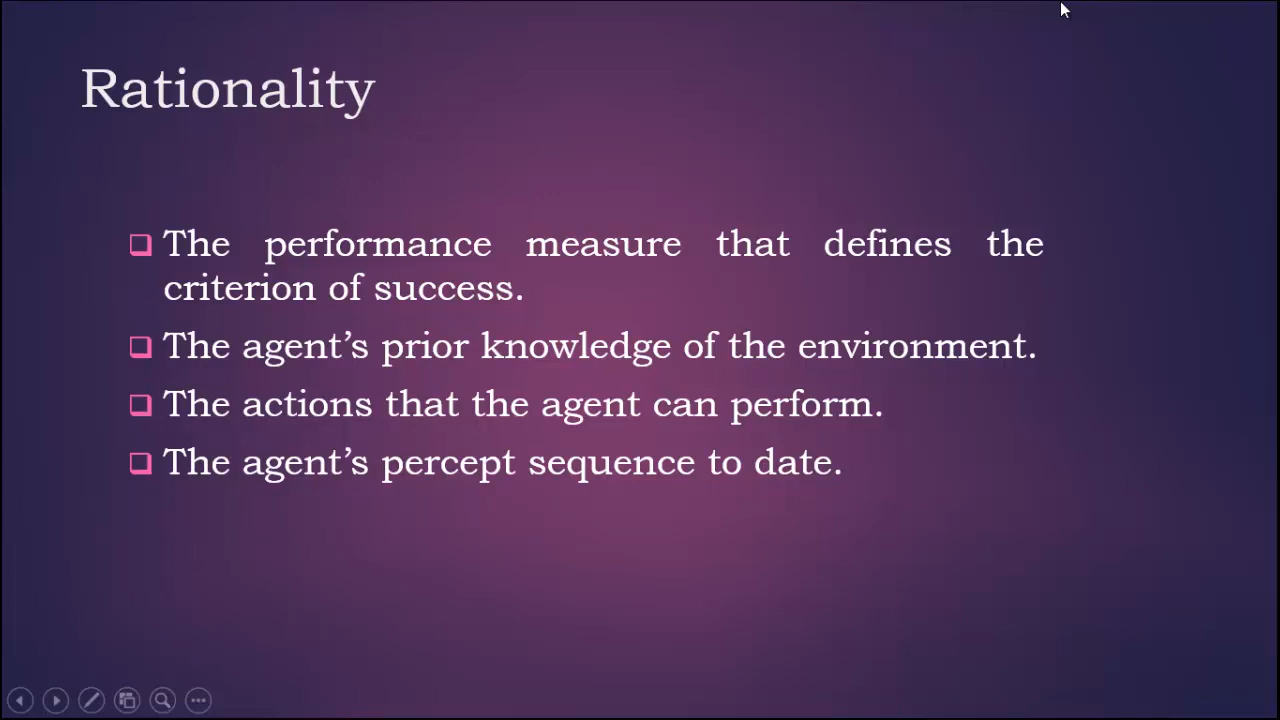 Rationality
The performance measure that defines the
criterion of success.
The agent’s prior knowledge of the environment.
The actions that the agent can perform.
The agent’s percept sequence to date.